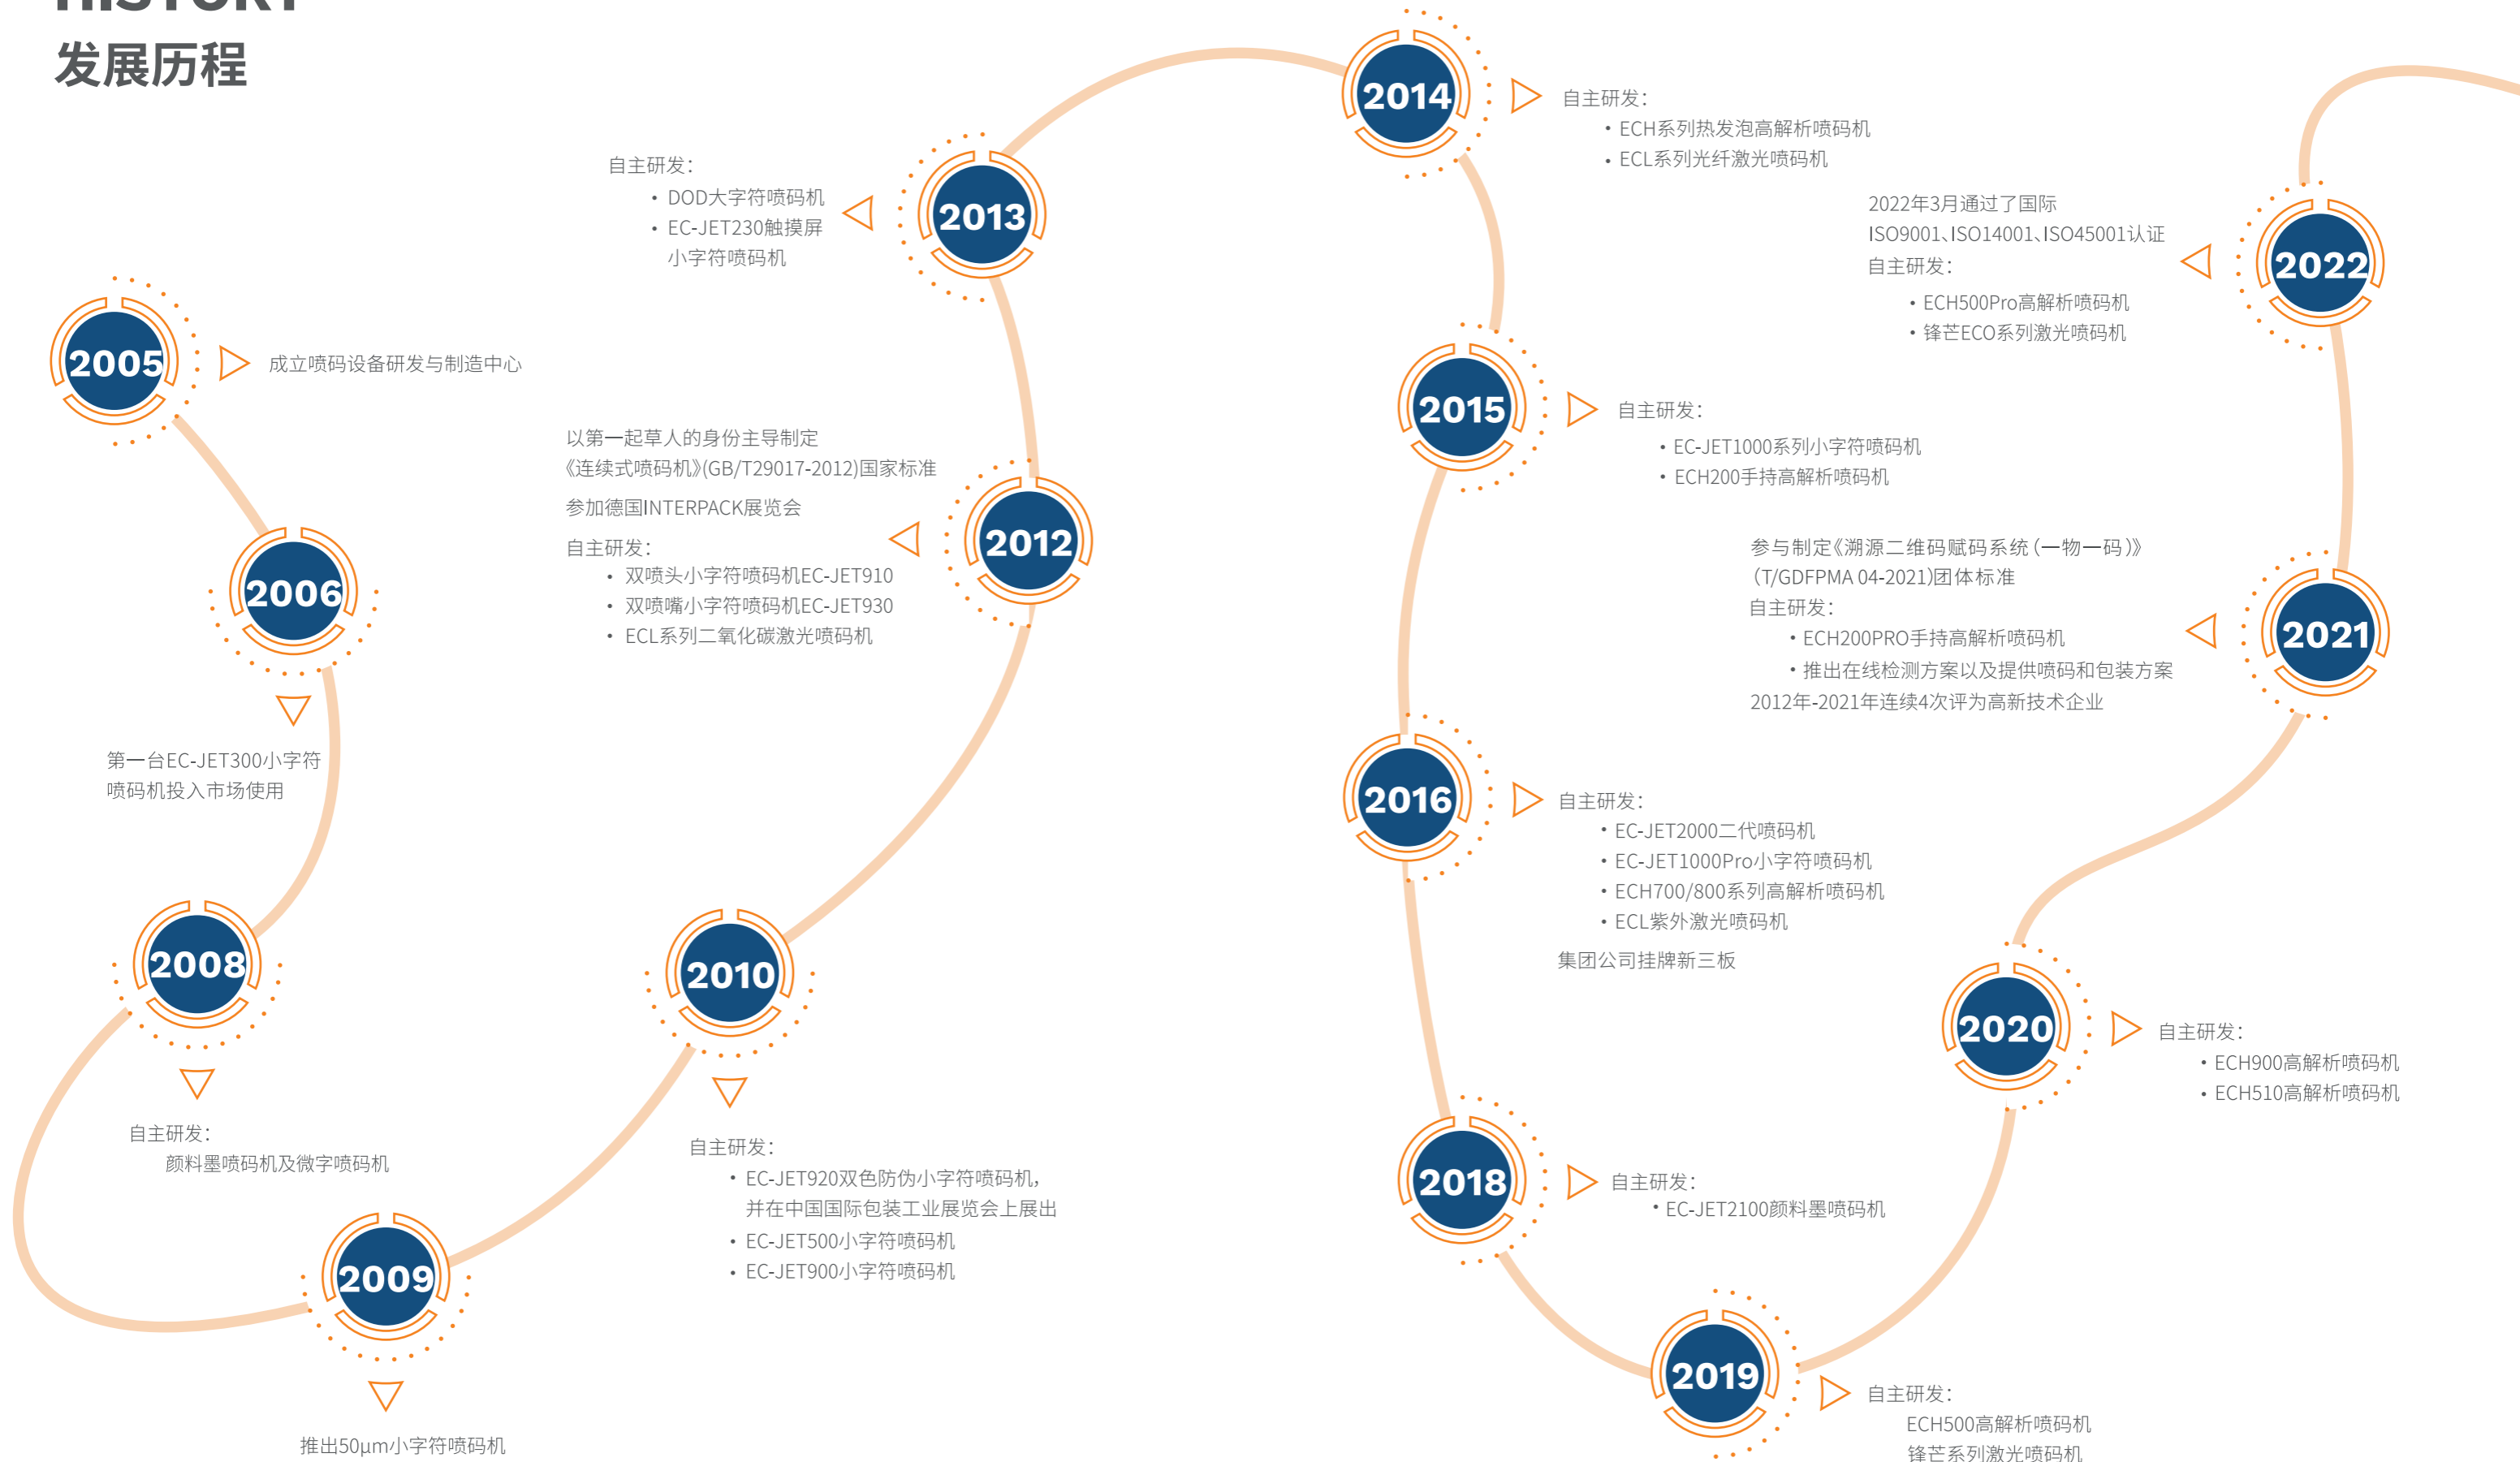 HISTORY
发展历程
2005
成立喷码设备研发与制造中心
2006
第一台EC-JET300小字符
喷码机投入市场使用
2008
自主研发：
颜料墨喷码机及微字喷码机
2009
推出50μm小字符喷码机
2010
自主研发：
• EC-JET920双色防伪小字符喷码机，
并在中国国际包装工业展览会上展出
• EC-JET500小字符喷码机
• EC-JET900小字符喷码机
2012
以第一起草人的身份主导制定
《连续式喷码机》(GB/T29017-2012)国家标准
参加德国INTERPACK展览会
自主研发：
• 双喷头小字符喷码机EC-JET910
• 双喷嘴小字符喷码机EC-JET930
• ECL系列二氧化碳激光喷码机
2013
自主研发：
• DOD大字符喷码机
• EC-JET230触摸屏
小字符喷码机
2014
自主研发：
• ECH系列热发泡高解析喷码机
• ECL系列光纤激光喷码机
2015
自主研发：
• EC-JET1000系列小字符喷码机
• ECH200手持高解析喷码机
2016
自主研发：
• EC-JET2000二代喷码机
• EC-JET1000Pro小字符喷码机
• ECH700/800系列高解析喷码机
• ECL紫外激光喷码机
集团公司挂牌新三板
2018
自主研发：
• EC-JET2100颜料墨喷码机
2019
自主研发：
ECH500高解析喷码机
锋芒系列激光喷码机
2020
自主研发：
• ECH900高解析喷码机
• ECH510高解析喷码机
2021
参与制定《溯源二维码赋码系统（一物一码）》
（T/GDFPMA 04-2021）团体标准
自主研发：
• ECH200PRO手持高解析喷码机
• 推出在线检测方案以及提供喷码和包装方案
2012年-2021年连续4次评为高新技术企业
2022
2022年3月通过了国际
ISO9001、ISO14001、ISO45001认证
自主研发：
• ECH500Pro高解析喷码机
• 锋芒ECO系列激光喷码机